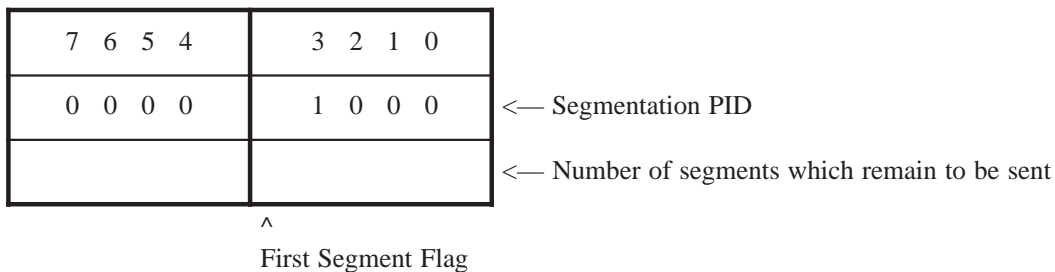 7 6 5 4 3 2 1 0
0 0 0 0 1 0 0 0 <— Segmentation PID
<— Number of segments which remain to be sent
^
First Segment Flag